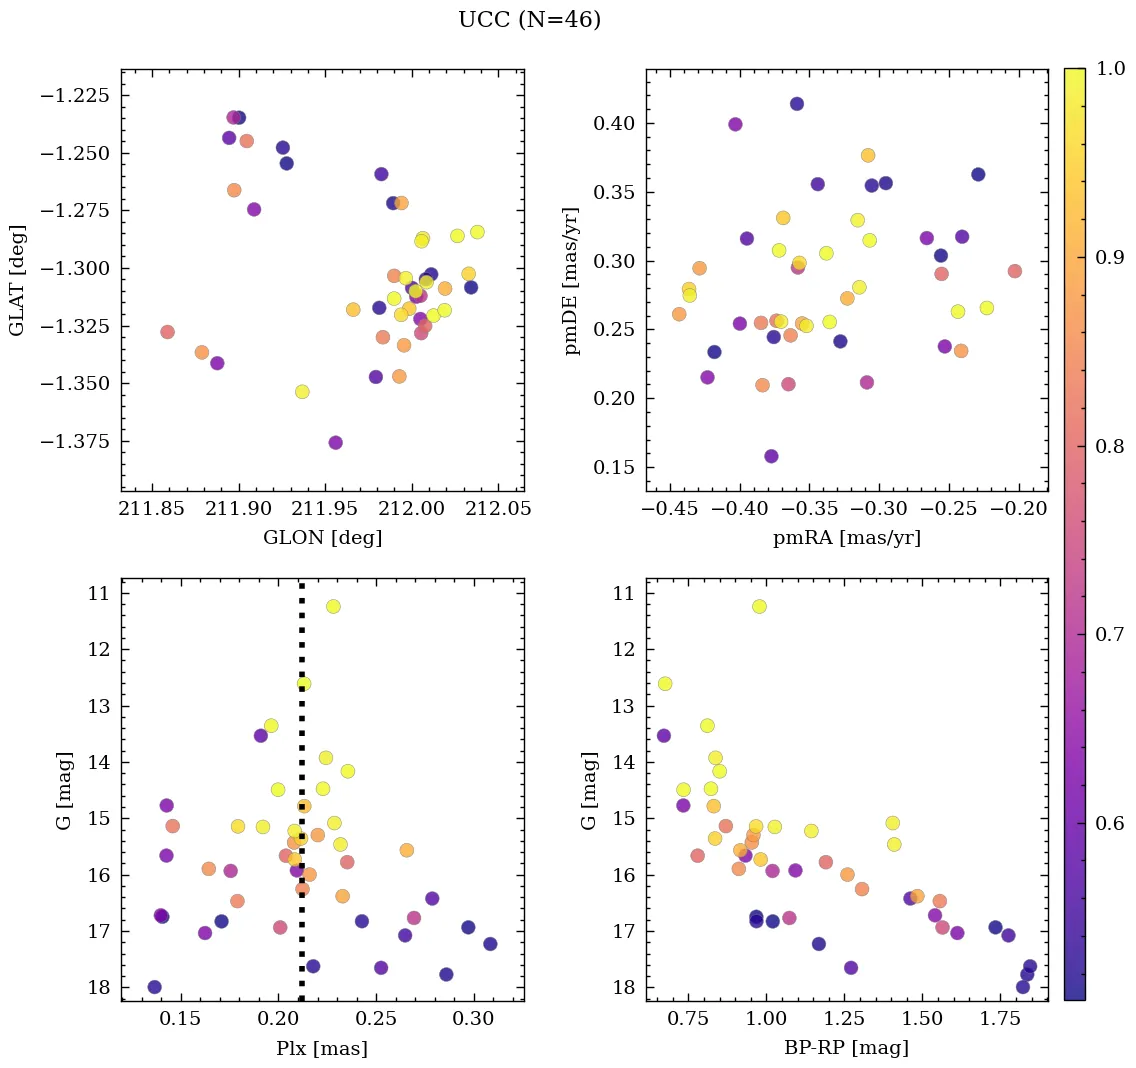 UCC (N=46)
−1.225
−1.250
−1.275
−1.300
−1.325
−1.350
−1.375
GLAT [deg]
211.85 211.90 211.95 212.00 212.05
GLON [deg]
0.40
0.35
0.30
0.25
0.20
0.15
pmDE [mas/yr]
−0.45 −0.40 −0.35 −0.30 −0.25 −0.20
pmRA [mas/yr]
11
12
13
14
15
16
17
18
G [mag]
0.15 0.20 0.25 0.30
Plx [mas]
11
12
13
14
15
16
17
18
G [mag]
0.75 1.00 1.25 1.50 1.75
BP-RP [mag]
1.0
0.9
0.8
0.7
0.6